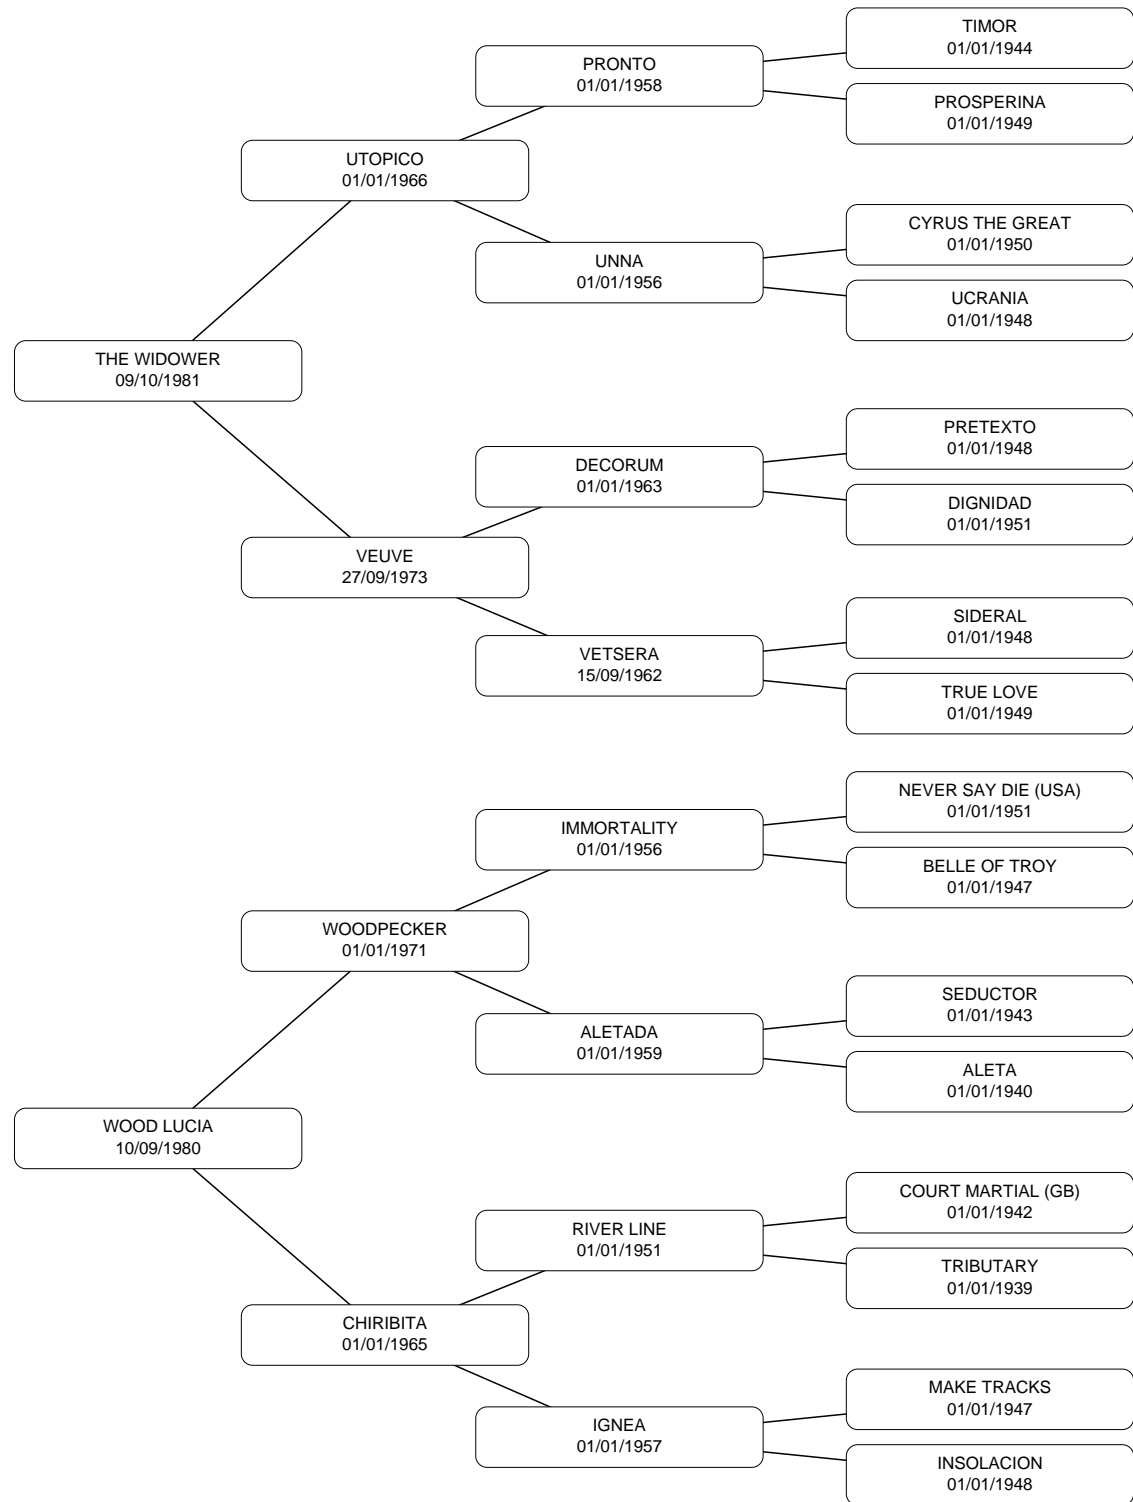 TIMOR
01/01/1944
PRONTO
01/01/1958
PROSPERINA
01/01/1949
UTOPICO
01/01/1966
CYRUS THE GREAT
01/01/1950
UNNA
01/01/1956
UCRANIA
01/01/1948
THE WIDOWER
09/10/1981
PRETEXTO
01/01/1948
DECORUM
01/01/1963
DIGNIDAD
01/01/1951
VEUVE
27/09/1973
SIDERAL
01/01/1948
VETSERA
15/09/1962
TRUE LOVE
01/01/1949
NEVER SAY DIE (USA)
01/01/1951
IMMORTALITY
01/01/1956
BELLE OF TROY
01/01/1947
WOODPECKER
01/01/1971
SEDUCTOR
01/01/1943
ALETADA
01/01/1959
ALETA
01/01/1940
WOOD LUCIA
10/09/1980
COURT MARTIAL (GB)
01/01/1942
RIVER LINE
01/01/1951
TRIBUTARY
01/01/1939
CHIRIBITA
01/01/1965
MAKE TRACKS
01/01/1947
IGNEA
01/01/1957
INSOLACION
01/01/1948